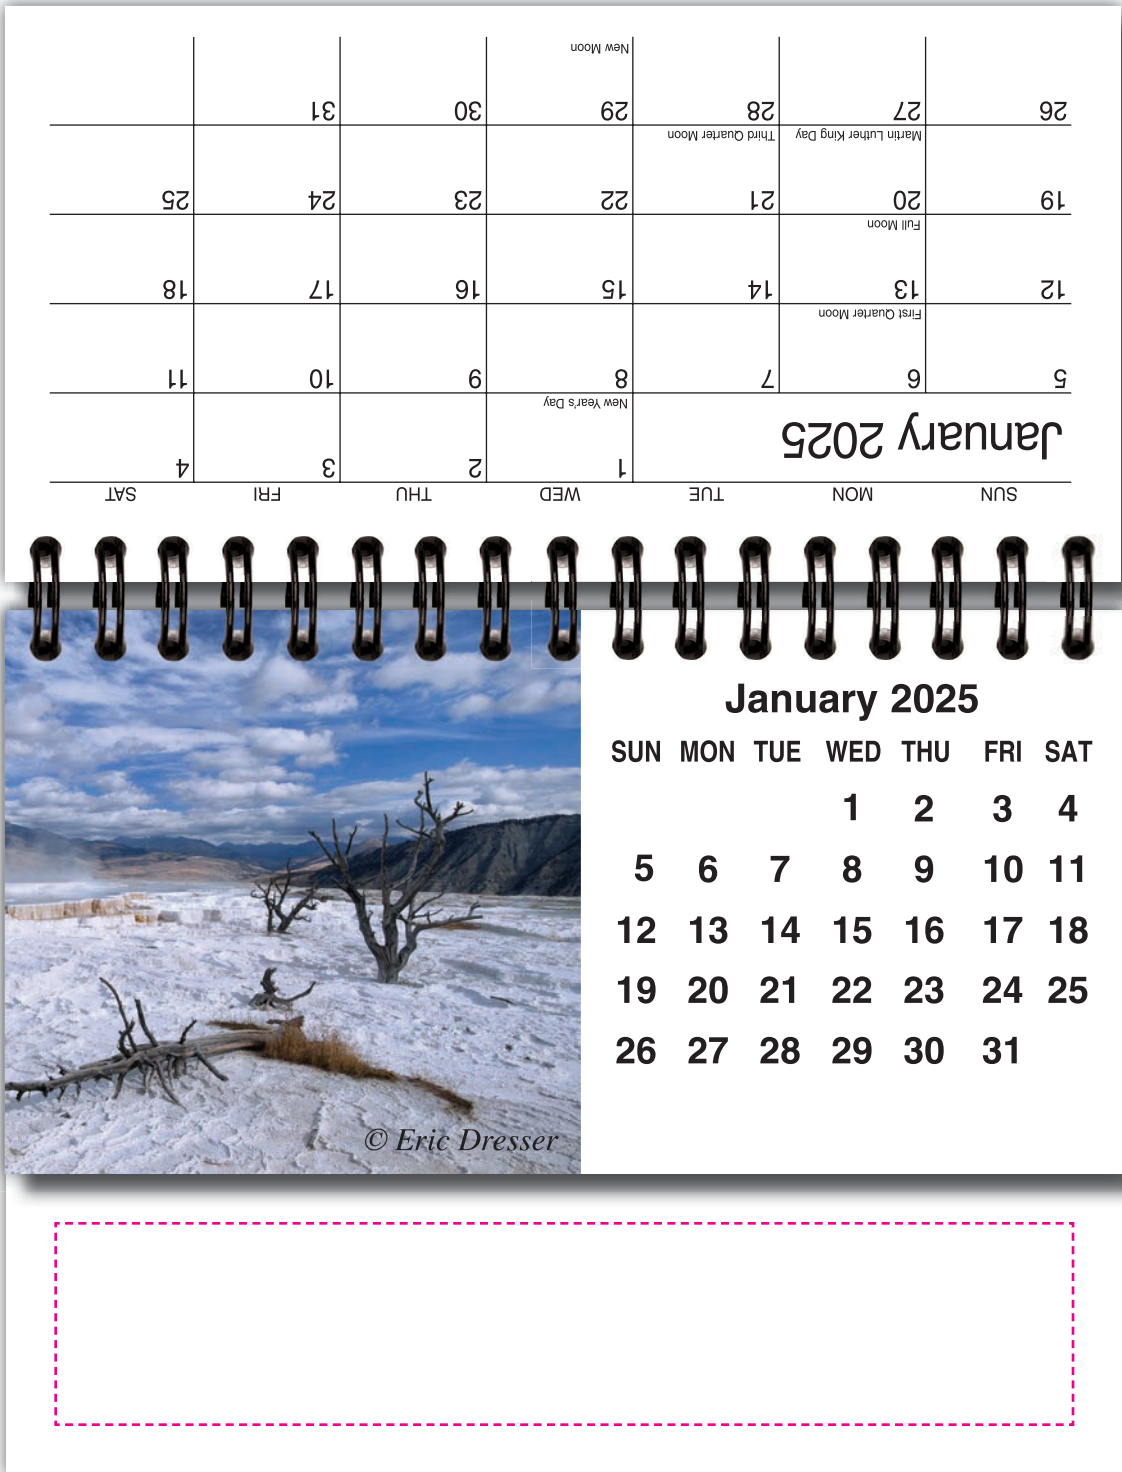 SUN MON TUE WED THU FRI SAT
January 2025
1 2 3 4
New Year's Day
5 6 7 8 9 10 11
First Quarter Moon
12 13 14 15 16 17 18
Full Moon
19 20 21 22 23 24 25
Martin Luther King Day Third Quarter Moon
26 27 28 29 30 31
New Moon
January 2025
SUN MON TUE WED THU FRI SAT
1 2 3 4
5 6 7 8 9 10 11
12 13 14 15 16 17 18
19 20 21 22 23 24 25
26 27 28 29 30 31
© Eric Dresser